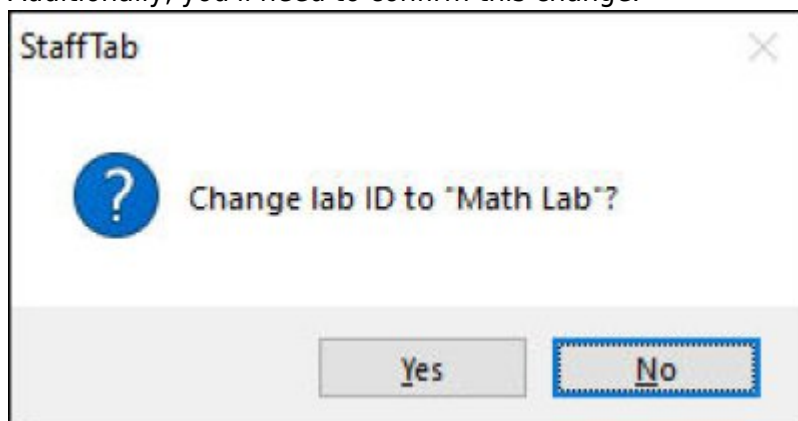 Additionally, you'll need to confirm this change.
StaffTab
?
Change lab ID to "Math Lab"?
Yes
No